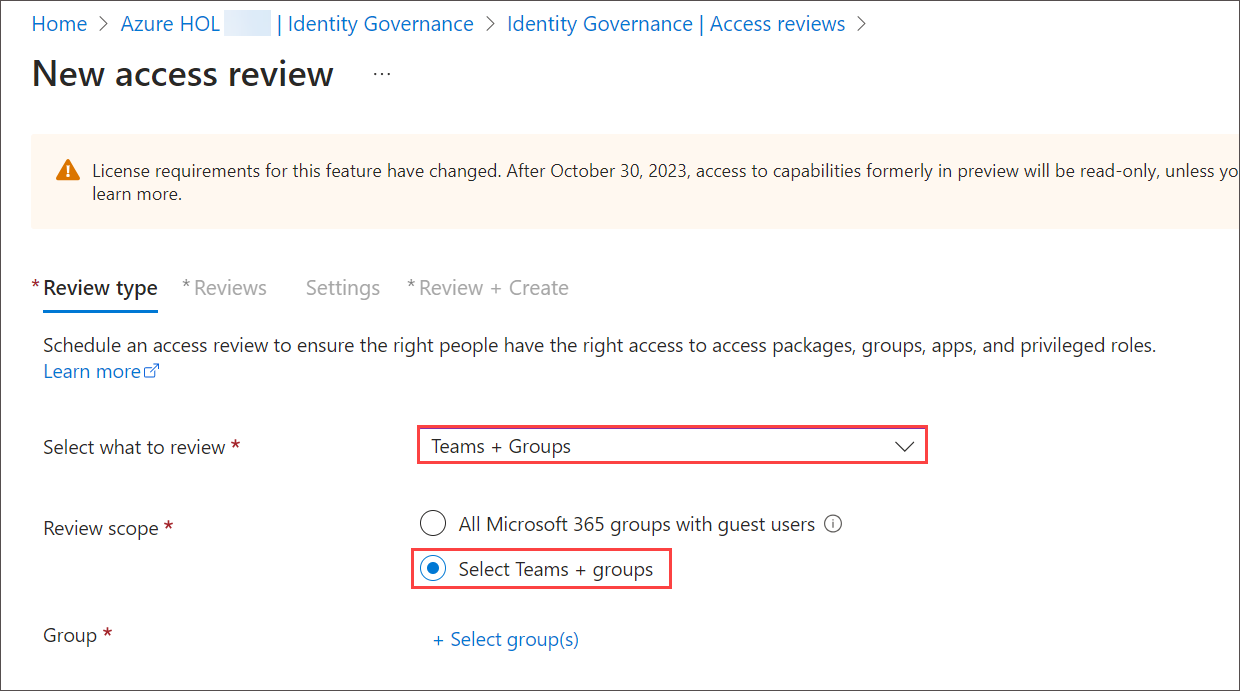 Home > Azure HOL | Identity Governance > Identity Governance | Access reviews >
New access review ...
License requirements for this feature have changed. After October 30, 2023, access to capabilities formerly in preview will be read-only, unless yo
learn more.
* Review type * Reviews Settings * Review + Create
Schedule an access review to ensure the right people have the right access to access packages, groups, apps, and privileged roles.
Learn more
Select what to review * Teams + Groups
Review scope * All Microsoft 365 groups with guest users
Select Teams + groups
Group * + Select group(s)